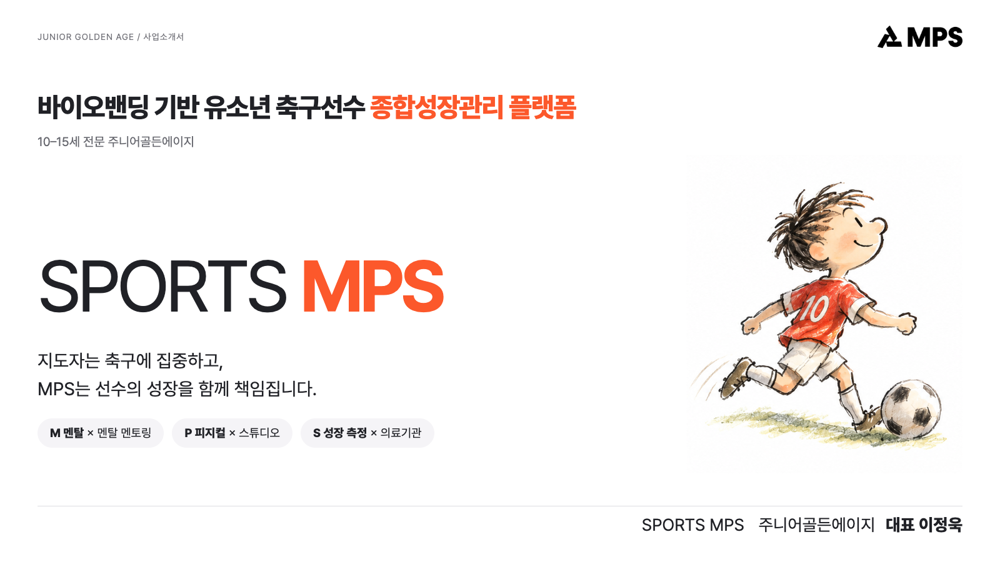 JUNIOR GOLDEN AGE / 사업소개서
MPS
바이오밴딩 기반 유소년 축구선수 종합성장관리 플랫폼
10–15세 전문 주니어골든에이지
SPORTS MPS
지도자는 축구에 집중하고,
MPS는 선수의 성장을 함께 책임집니다.
M 멘탈 × 멘탈 멘토링
P 피지컬 × 스튜디오
S 성장 측정 × 의료기관
10
SPORTS MPS 주니어골든에이지 대표 이정욱